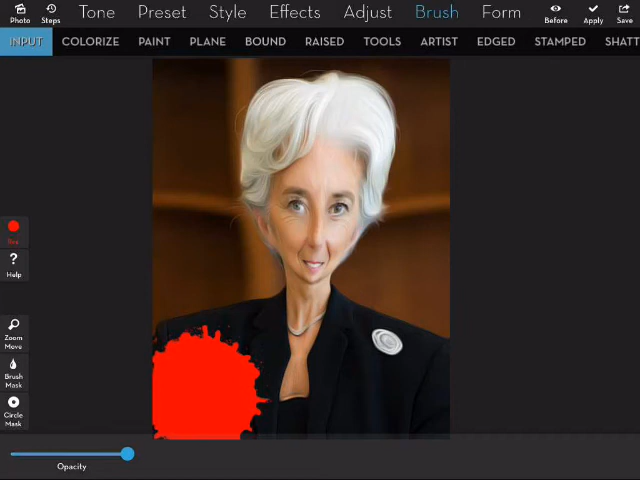 Tone Preset Style Effects Adjust Brush Form
Photo Steps Before Apply Save
INPUT COLORIZE PAINT PLANE BOUND RAISED TOOLS ARTIST EDGED STAMPED SHATT
Help
Zoom
Move
Brush
Mask
Circle
Mask
Opacity